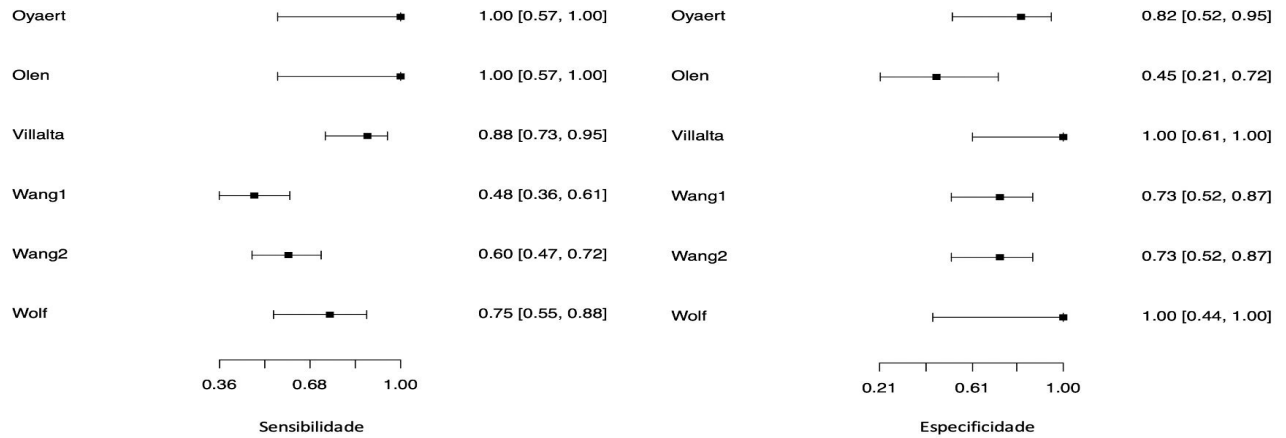 Oyaert 1.00 [0.57, 1.00]
Olen 1.00 [0.57, 1.00]
Villalta 0.88 [0.73, 0.95]
Wang1 0.48 [0.36, 0.61]
Wang2 0.60 [0.47, 0.72]
Wolf 0.75 [0.55, 0.88]
0.36 0.68 1.00
Sensibilidade
Oyaert 0.82 [0.52, 0.95]
Olen 0.45 [0.21, 0.72]
Villalta 1.00 [0.61, 1.00]
Wang1 0.73 [0.52, 0.87]
Wang2 0.73 [0.52, 0.87]
Wolf 1.00 [0.44, 1.00]
0.21 0.61 1.00
Especificidade